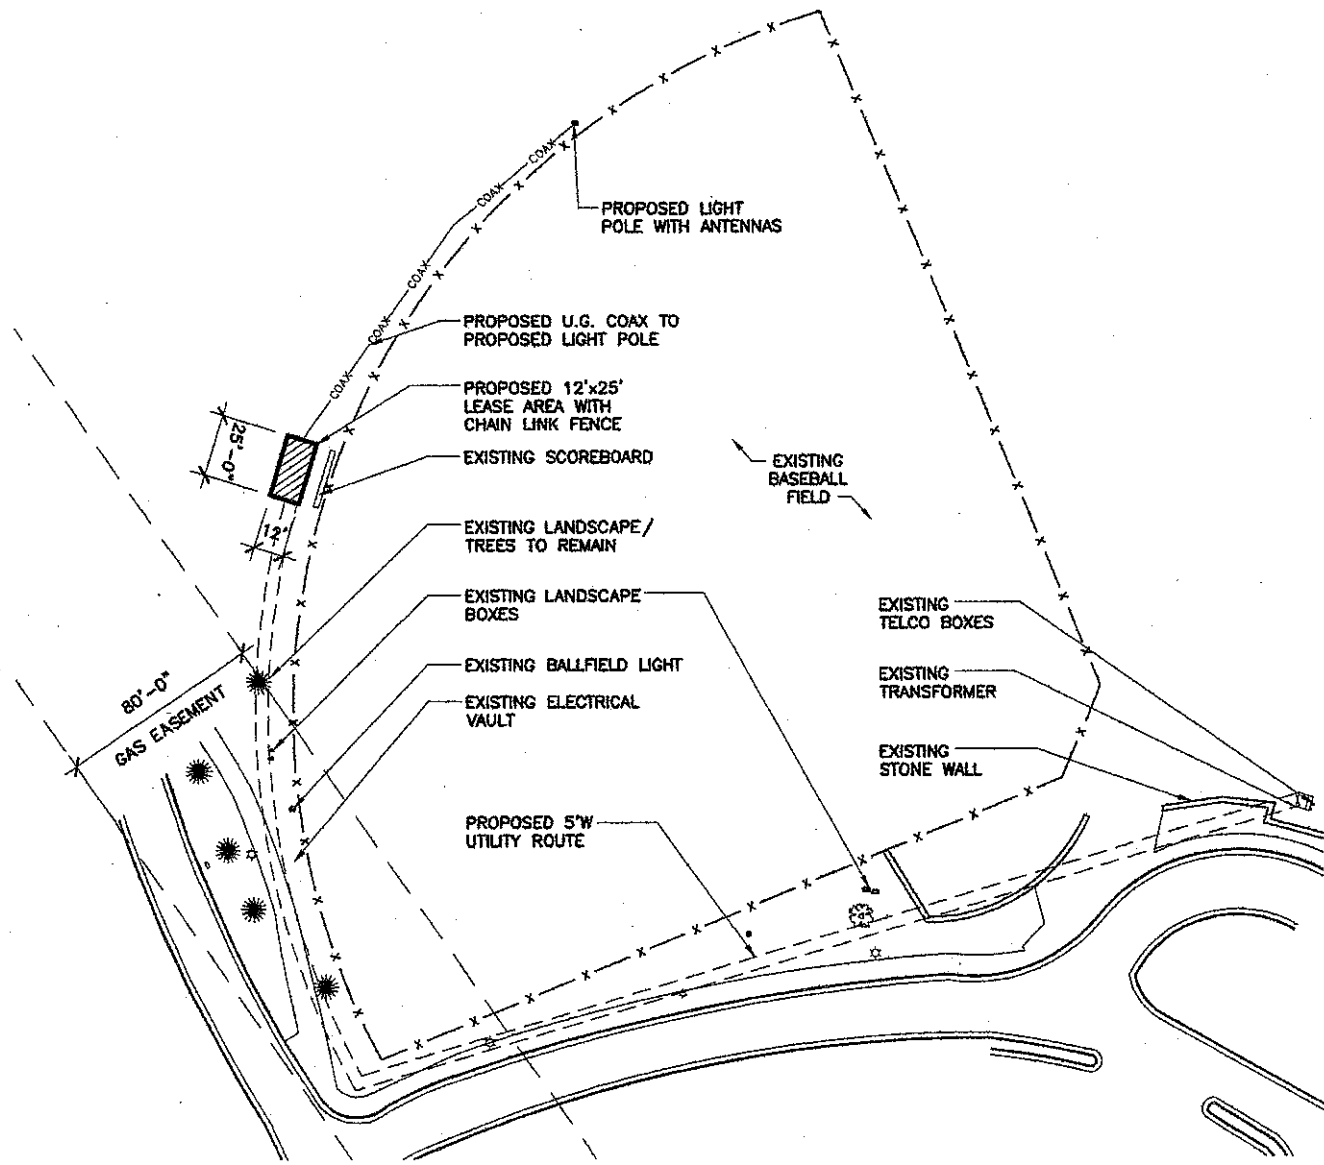 PROPOSED LIGHT
POLE WITH ANTENNAS
COAX
COAX
COAX
COAX
COAX
PROPOSED U.G. COAX TO
PROPOSED LIGHT POLE
PROPOSED 12'x25'
LEASE AREA WITH
CHAIN LINK FENCE
25'-0"
EXISTING SCOREBOARD
EXISTING
BASEBALL
FIELD
12'
EXISTING LANDSCAPE/
TREES TO REMAIN
EXISTING LANDSCAPE
BOXES
EXISTING
TELCO BOXES
EXISTING BALLFIELD LIGHT
EXISTING
TRANSFORMER
80'-0"
GAS EASEMENT
EXISTING ELECTRICAL
VAULT
EXISTING
STONE WALL
PROPOSED 5'W
UTILITY ROUTE